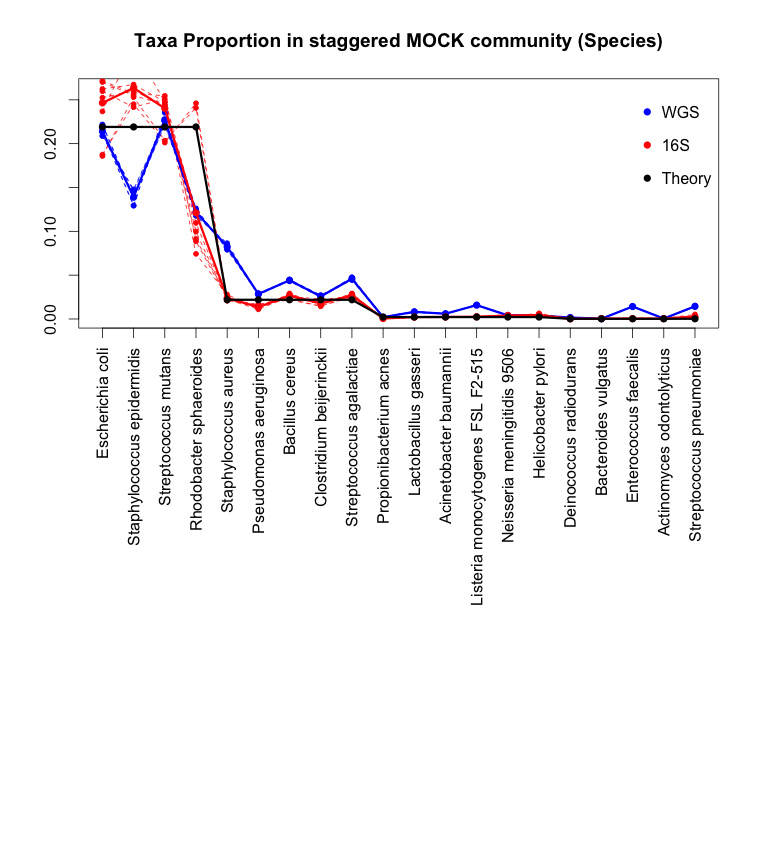 Taxa Proportion in staggered MOCK community (Species)
WGS
16S
Theory
0.20
0.10
0.00
Escherichia coli
Staphylococcus epidermidis
Streptococcus mutans
Rhodobacter sphaeroides
Staphylococcus aureus
Pseudomonas aeruginosa
Bacillus cereus
Clostridium beijerinckii
Streptococcus agalactiae
Propionibacterium acnes
Lactobacillus gasseri
Acinetobacter baumannii
Listeria monocytogenes FSL F2-515
Neisseria meningitidis 9506
Helicobacter pylori
Deinococcus radiodurans
Bacteroides vulgatus
Enterococcus faecalis
Actinomyces odontolyticus
Streptococcus pneumoniae